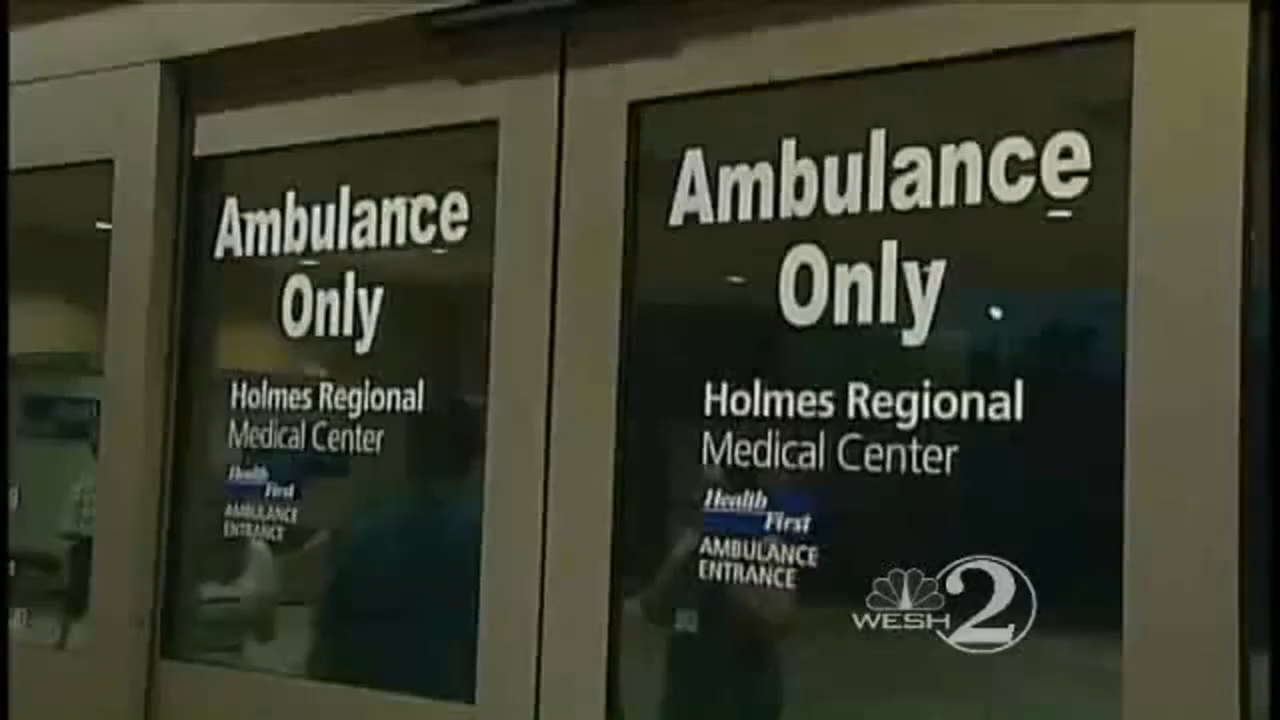 Ambulance
Only
Holmes Regional
Medical Center
Health
First
AMBULANCE
ENTRANCE
Ambulance
Only
Holmes Regional
Medical Center
Health
First
AMBULANCE
ENTRANCE
WESH 2